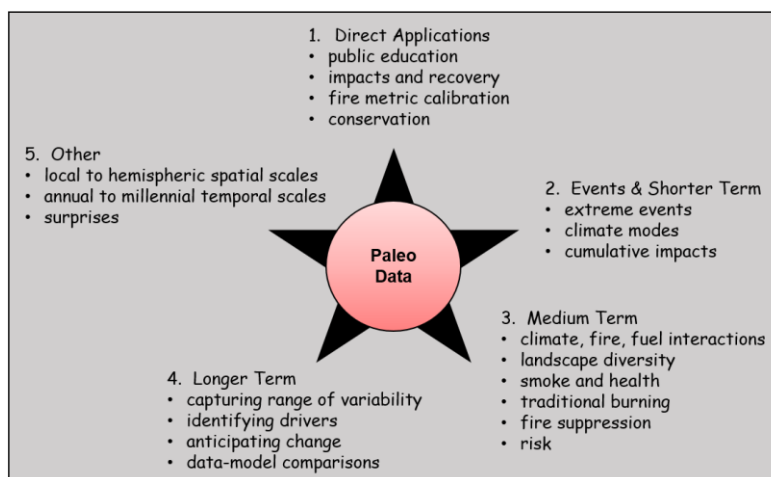 1. Direct Applications
• public education
• impacts and recovery
• fire metric calibration
• conservation
5. Other
• local to hemispheric spatial scales
• annual to millennial temporal scales
• surprises
2. Events & Shorter Term
• extreme events
• climate modes
• cumulative impacts
Paleo
Data
3. Medium Term
• climate, fire, fuel interactions
• landscape diversity
• smoke and health
• traditional burning
• fire suppression
• risk
4. Longer Term
• capturing range of variability
• identifying drivers
• anticipating change
• data-model comparisons